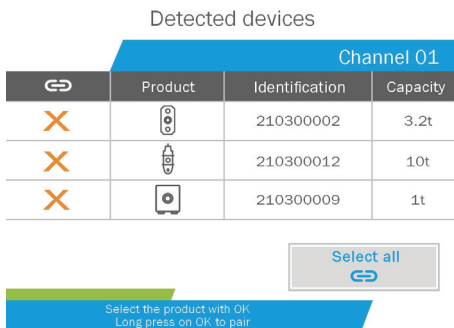 Detected devices
Channel 01
Product Identification Capacity
210300002 3.2t
210300012 10t
210300009 1t
Select all
Select the product with OK
Long press on OK to pair